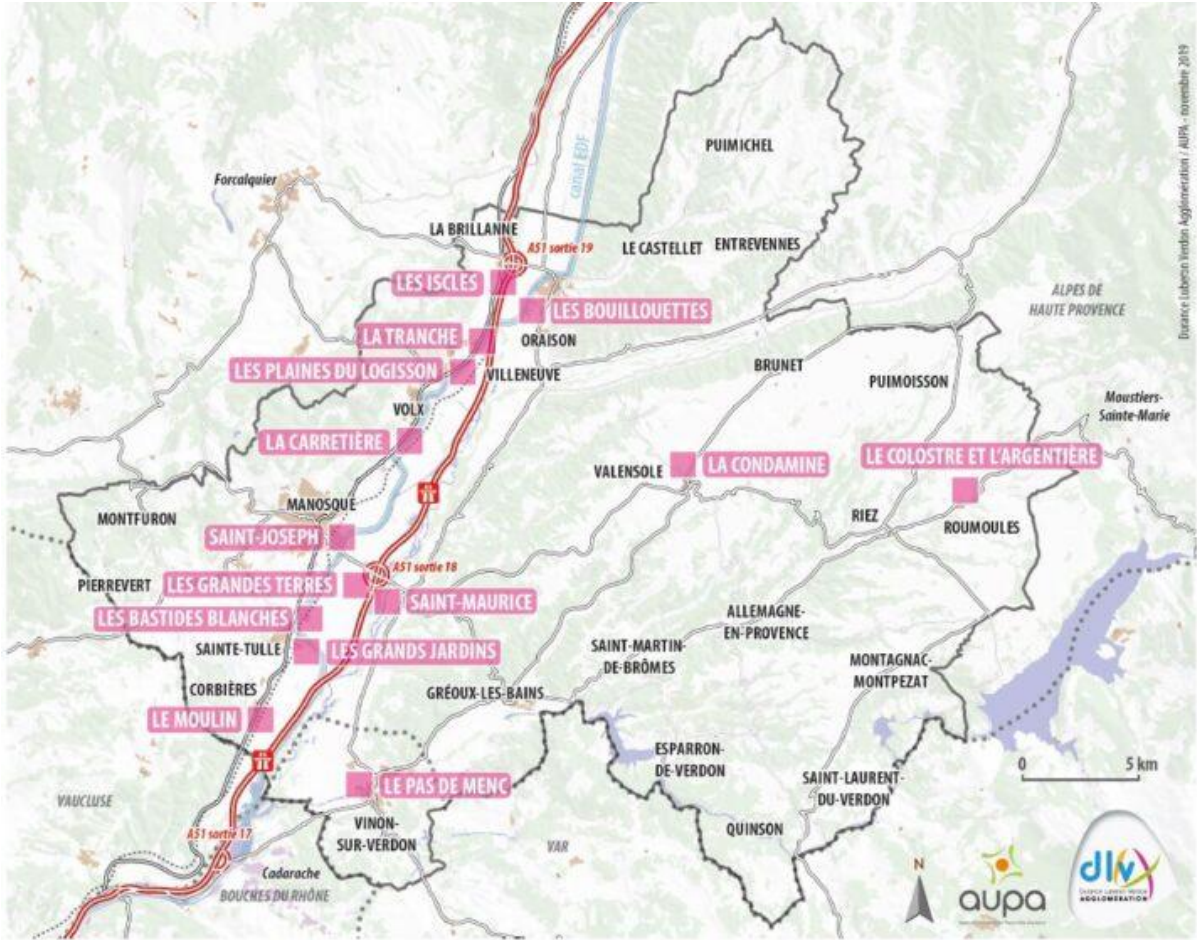 PUIMICHEL
canal EDF
Forcalquier
LA BRILLANNE
A51 sortie 19
LE CASTELLET
ENTREVENNES
LES ISCLES
LES BOUILLOUETTES
ALPES DE
HAUTE PROVENCE
LA TRANCHE
ORAISON
LES PLAINES DU LOGISSON
VILLENEUVE
BRUNET
PUIMOISSON
Moustiers-
Sainte-Marie
VOLX
LA CARRETIÈRE
VALENSOLE
LA CONDAMINE
LE COLOSTRE ET L'ARGENTIÈRE
MANOSQUE
MONTFURON
RIEZ
ROUMOULES
SAINT-JOSEPH
A51 sortie 18
PIERREVERT
LES GRANDES TERRES
SAINT-MAURICE
LES BASTIDES BLANCHES
ALLEMAGNE-
EN-PROVENCE
SAINTE-TULLE
LES GRANDS JARDINS
SAINT-MARTIN-
DE-BRÔMES
MONTAGNAC-
MONTPEZAT
CORBIÈRES
GRÉOUX-LES-BAINS
LE MOULIN
ESPARRON-
DE-VERDON
0 5 km
LE PAS DE MENC
SAINT-LAURENT-
DU-VERDON
VAUCLUSE
VINON-
SUR-VERDON
QUINSON
A51 sortie 17
VAR
Cadarache
BOUCHES DU RHÔNE
N
aupa
dlva
Durance Luberon Verdon
AGGLOMERATION
Durance Luberon Verdon Agglomération / AUPA - novembre 2019